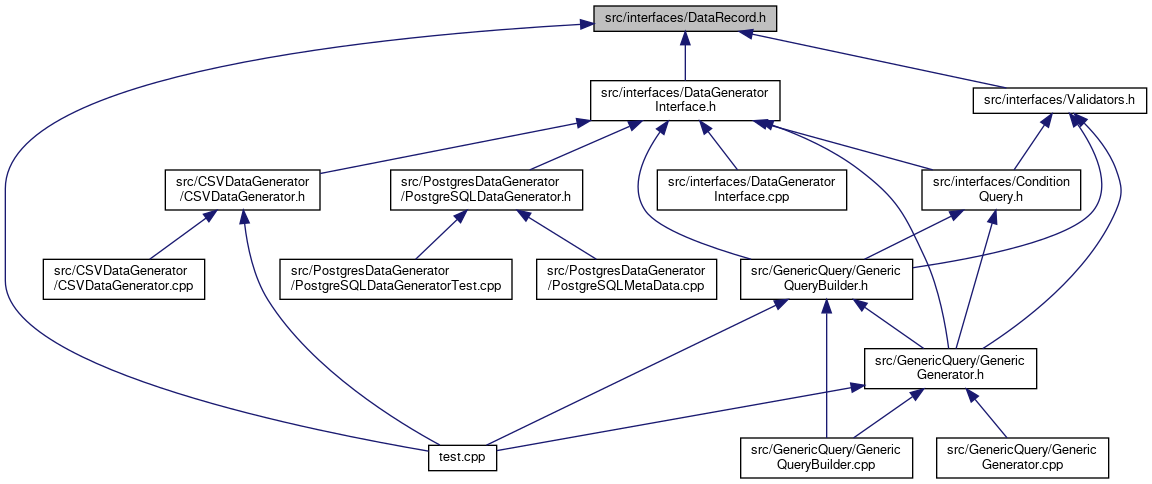 src/interfaces/DataRecord.h
src/interfaces/DataGenerator
Interface.h
src/interfaces/Validators.h
src/CSVDataGenerator
/CSVDataGenerator.h
src/PostgresDataGenerator
/PostgreSQLDataGenerator.h
src/interfaces/DataGenerator
Interface.cpp
src/interfaces/Condition
Query.h
src/CSVDataGenerator
/CSVDataGenerator.cpp
src/PostgresDataGenerator
/PostgreSQLDataGeneratorTest.cpp
src/PostgresDataGenerator
/PostgreSQLMetaData.cpp
src/GenericQuery/Generic
QueryBuilder.h
src/GenericQuery/Generic
Generator.h
test.cpp
src/GenericQuery/Generic
QueryBuilder.cpp
src/GenericQuery/Generic
Generator.cpp